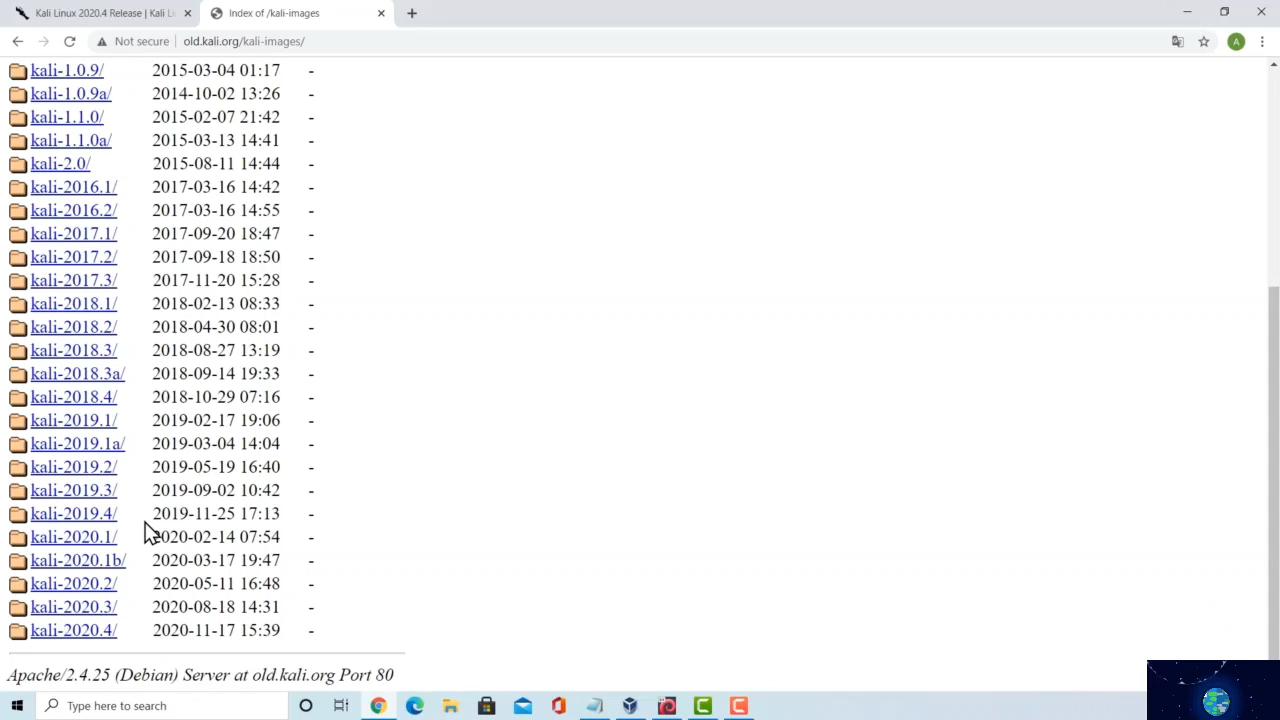 Kali Linux 2020.4 Release | Kali Li
Index of /kali-images
Not secure
old.kali.org/kali-images/
A
kali-1.0.9/ 2015-03-04 01:17 -
kali-1.0.9a/ 2014-10-02 13:26 -
kali-1.1.0/ 2015-02-07 21:42 -
kali-1.1.0a/ 2015-03-13 14:41 -
kali-2.0/ 2015-08-11 14:44 -
kali-2016.1/ 2017-03-16 14:42 -
kali-2016.2/ 2017-03-16 14:55 -
kali-2017.1/ 2017-09-20 18:47 -
kali-2017.2/ 2017-09-18 18:50 -
kali-2017.3/ 2017-11-20 15:28 -
kali-2018.1/ 2018-02-13 08:33 -
kali-2018.2/ 2018-04-30 08:01 -
kali-2018.3/ 2018-08-27 13:19 -
kali-2018.3a/ 2018-09-14 19:33 -
kali-2018.4/ 2018-10-29 07:16 -
kali-2019.1/ 2019-02-17 19:06 -
kali-2019.1a/ 2019-03-04 14:04 -
kali-2019.2/ 2019-05-19 16:40 -
kali-2019.3/ 2019-09-02 10:42 -
kali-2019.4/ 2019-11-25 17:13 -
kali-2020.1/ 2020-02-14 07:54 -
kali-2020.1b/ 2020-03-17 19:47 -
kali-2020.2/ 2020-05-11 16:48 -
kali-2020.3/ 2020-08-18 14:31 -
kali-2020.4/ 2020-11-17 15:39 -
Apache/2.4.25 (Debian) Server at old.kali.org Port 80
Type here to search